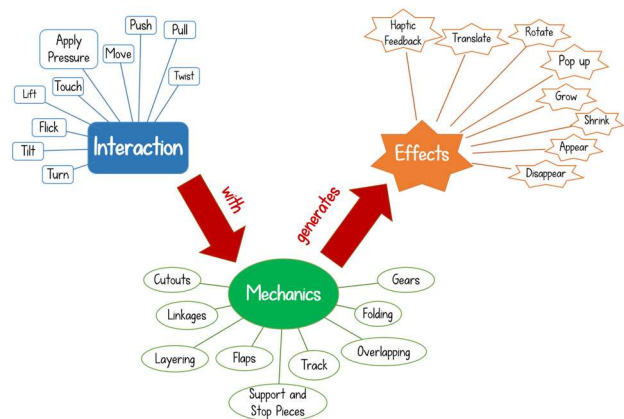 Push
Pull
Apply
Pressure
Move
Touch
Twist
Lift
Flick
Tilt
Turn
Interaction
with
Haptic
Feedback
Translate
Rotate
Pop up
Grow
Shrink
Appear
Disappear
Effects
generates
Mechanics
Cutouts
Linkages
Layering
Flaps
Support and
Stop Pieces
Track
Overlapping
Folding
Gears